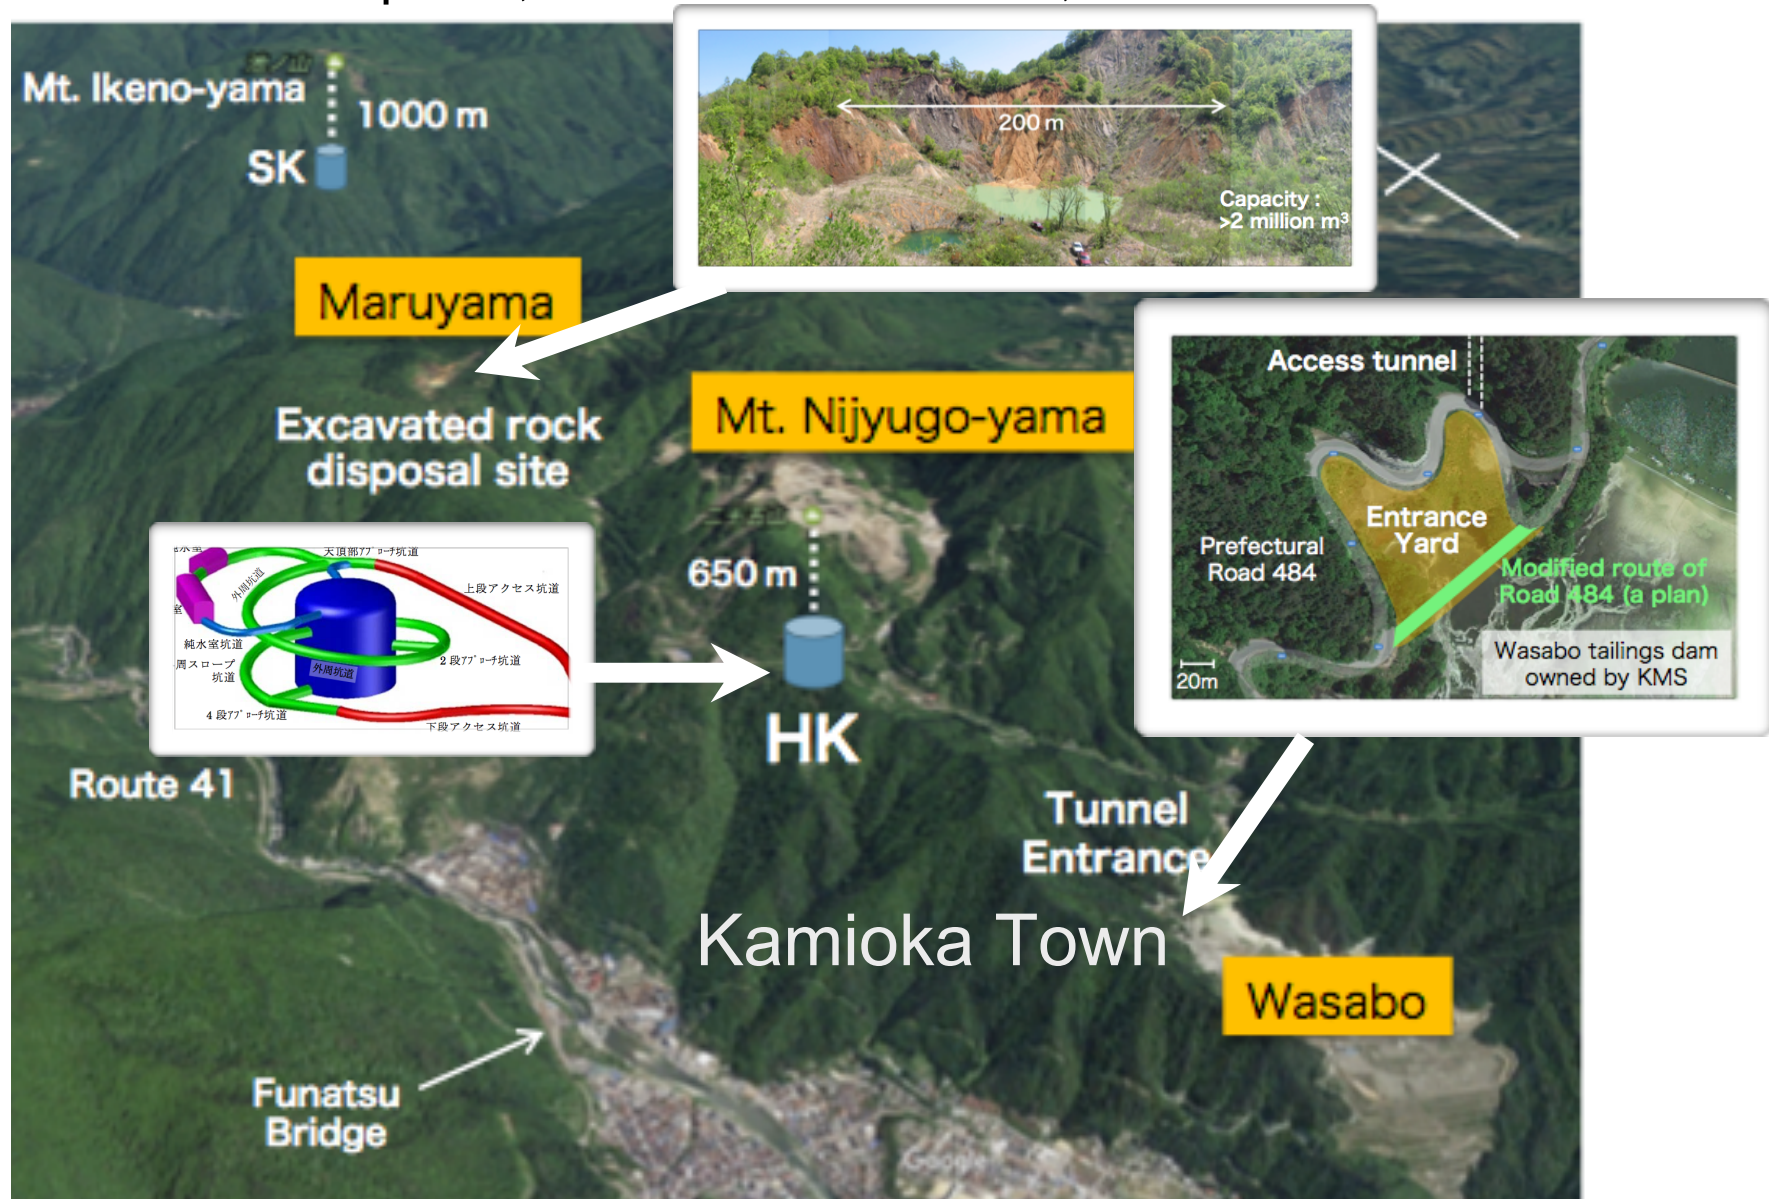 Mt. Ikeno-yama
1000 m
SK
200 m
Capacity :
>2 million m³
Maruyama
Excavated rock
disposal site
Mt. Nijyugo-yama
650 m
HK
天頂部ｱﾌﾟﾛｰﾁ坑道
外周坑道
上段アクセス坑道
純水室坑道
周スロープ
坑道
外周坑道
2段ｱﾌﾟﾛｰﾁ坑道
4段ｱﾌﾟﾛｰﾁ坑道
下段アクセス坑道
Access tunnel
Entrance
Yard
Prefectural
Road 484
Modified route of
Road 484 (a plan)
Wasabo tailings dam
owned by KMS
20m
Route 41
Tunnel
Entrance
Kamioka Town
Wasabo
Funatsu
Bridge
Google